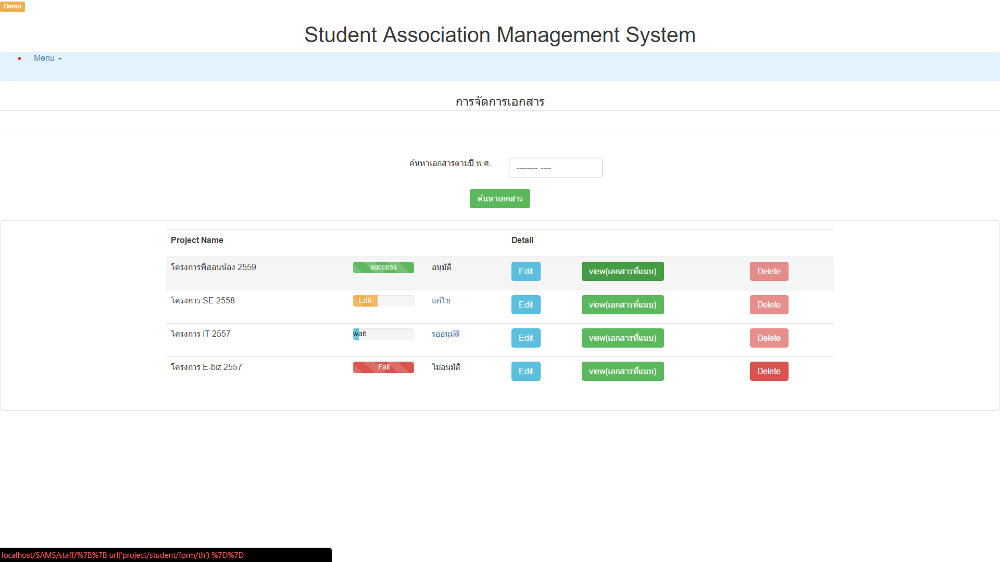 Demo
Student Association Management System
Menu
การจัดการเอกสาร
ค้นหาเอกสารตามปี พ.ศ. -------- ----
ค้นหาเอกสาร
Project Name Detail
โครงการพี่สอนน้อง 2559 success อนุมัติ Edit view(เอกสารที่แนบ) Delete
โครงการ SE 2558 Edit แก้ไข Edit view(เอกสารที่แนบ) Delete
โครงการ IT 2557 wait รออนุมัติ Edit view(เอกสารที่แนบ) Delete
โครงการ E-biz 2557 Fail ไม่อนุมัติ Edit view(เอกสารที่แนบ) Delete
localhost/SAMS/staff/%7B%7B url('project/student/form/th') %7D%7D